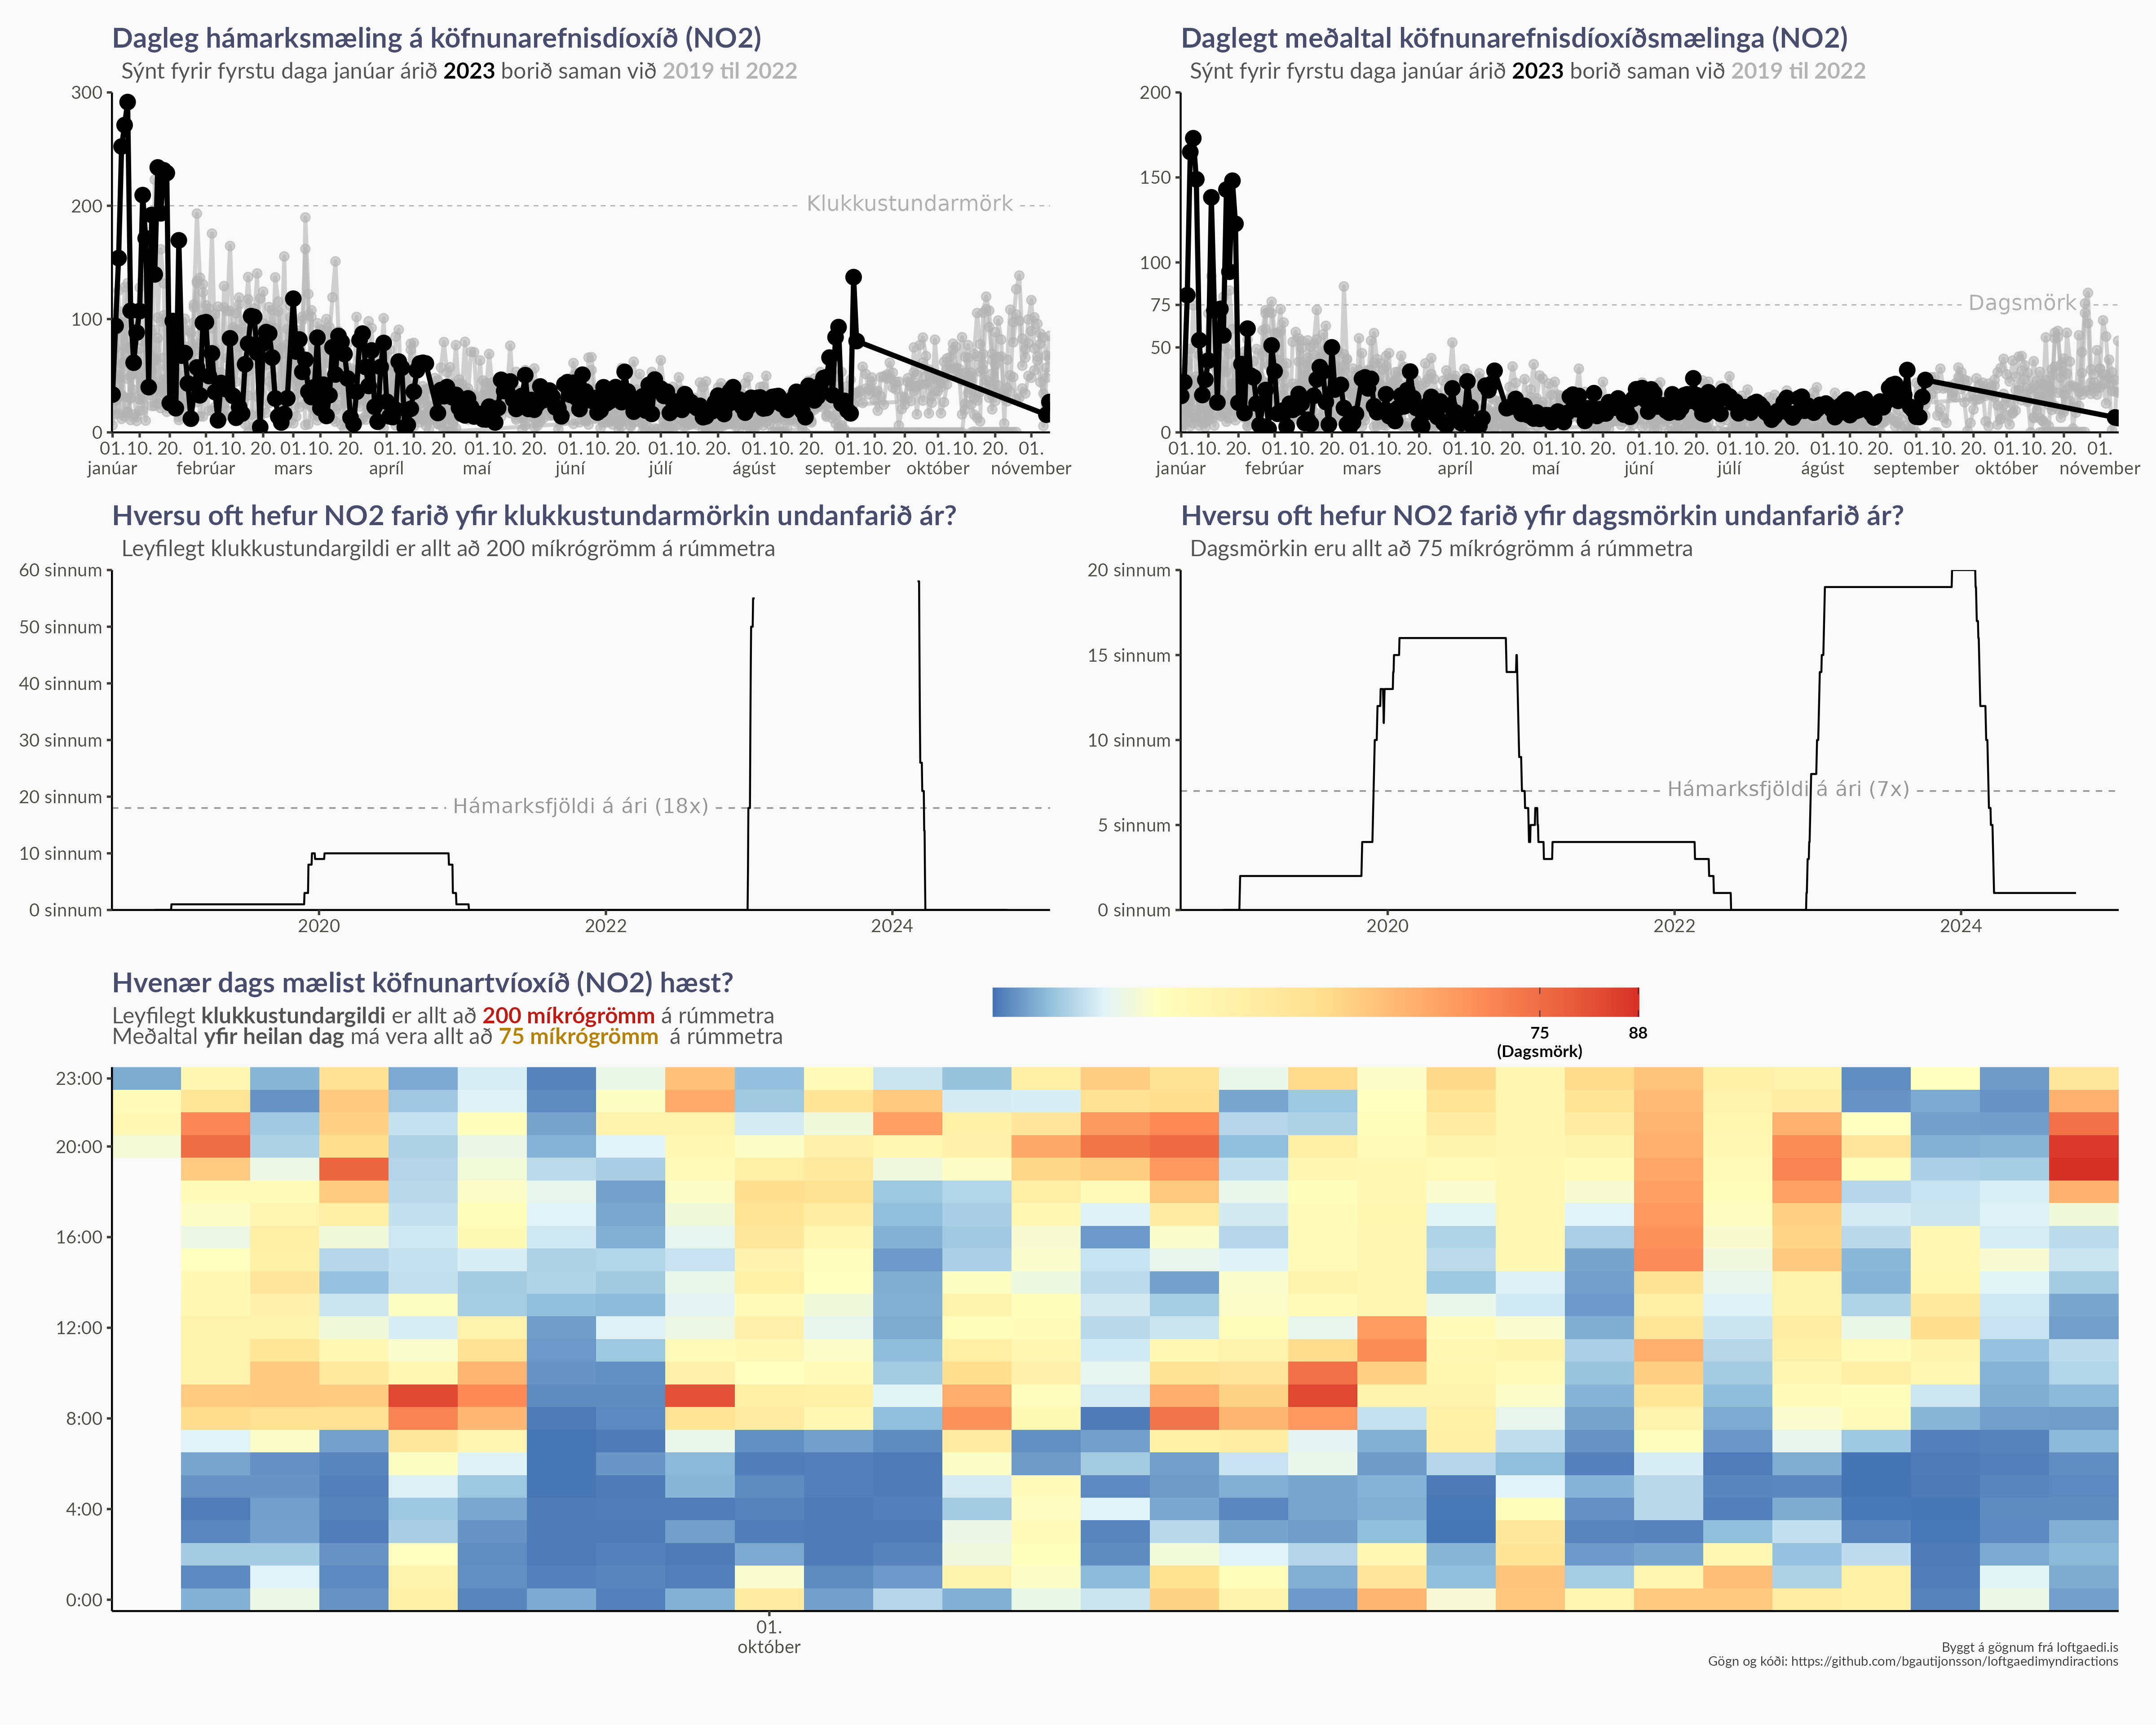 Dagleg hámarksmæling á köfnunarefnisdíoxíð (NO2)
Sýnt fyrir fyrstu daga janúar árið 2023 borið saman við 2019 til 2022
300
200
100
0
Klukkustundarmörk
01. 10. 20. 01. 10. 20. 01. 10. 20. 01. 10. 20. 01. 10. 20. 01. 10. 20. 01. 10. 20. 01. 10. 20. 01. 10. 20. 01. 10. 20. 01.
janúar febrúar mars apríl maí júní júlí ágúst september október nóvember
Daglegt meðaltal köfnunarefnisdíoxíðsmælinga (NO2)
Sýnt fyrir fyrstu daga janúar árið 2023 borið saman við 2019 til 2022
200
150
100
75
50
0
Dagsmörk
01. 10. 20. 01. 10. 20. 01. 10. 20. 01. 10. 20. 01. 10. 20. 01. 10. 20. 01. 10. 20. 01. 10. 20. 01. 10. 20. 01. 10. 20. 01.
janúar febrúar mars apríl maí júní júlí ágúst september október nóvember
Hversu oft hefur NO2 farið yfir klukkustundarmörkin undanfarið ár?
Leyfilegt klukkustundargildi er allt að 200 míkrógrömm á rúmmetra
60 sinnum
50 sinnum
40 sinnum
30 sinnum
20 sinnum
10 sinnum
0 sinnum
Hámarksfjöldi á ári (18x)
2020 2022 2024
Hversu oft hefur NO2 farið yfir dagsmörkin undanfarið ár?
Dagsmörkin eru allt að 75 míkrógrömm á rúmmetra
20 sinnum
15 sinnum
10 sinnum
5 sinnum
0 sinnum
Hámarksfjöldi á ári (7x)
2020 2022 2024
Hvenær dags mælist köfnunartvíoxíð (NO2) hæst?
Leyfilegt klukkustundargildi er allt að 200 míkrógrömm á rúmmetra
Meðaltal yfir heilan dag má vera allt að 75 míkrógrömm á rúmmetra
75 88
(Dagsmörk)
23:00
20:00
16:00
12:00
8:00
4:00
0:00
01.
október
Byggt á gögnum frá loftgaedi.is
Gögn og kóði: https://github.com/bgautijonsson/loftgaedimyndiractions